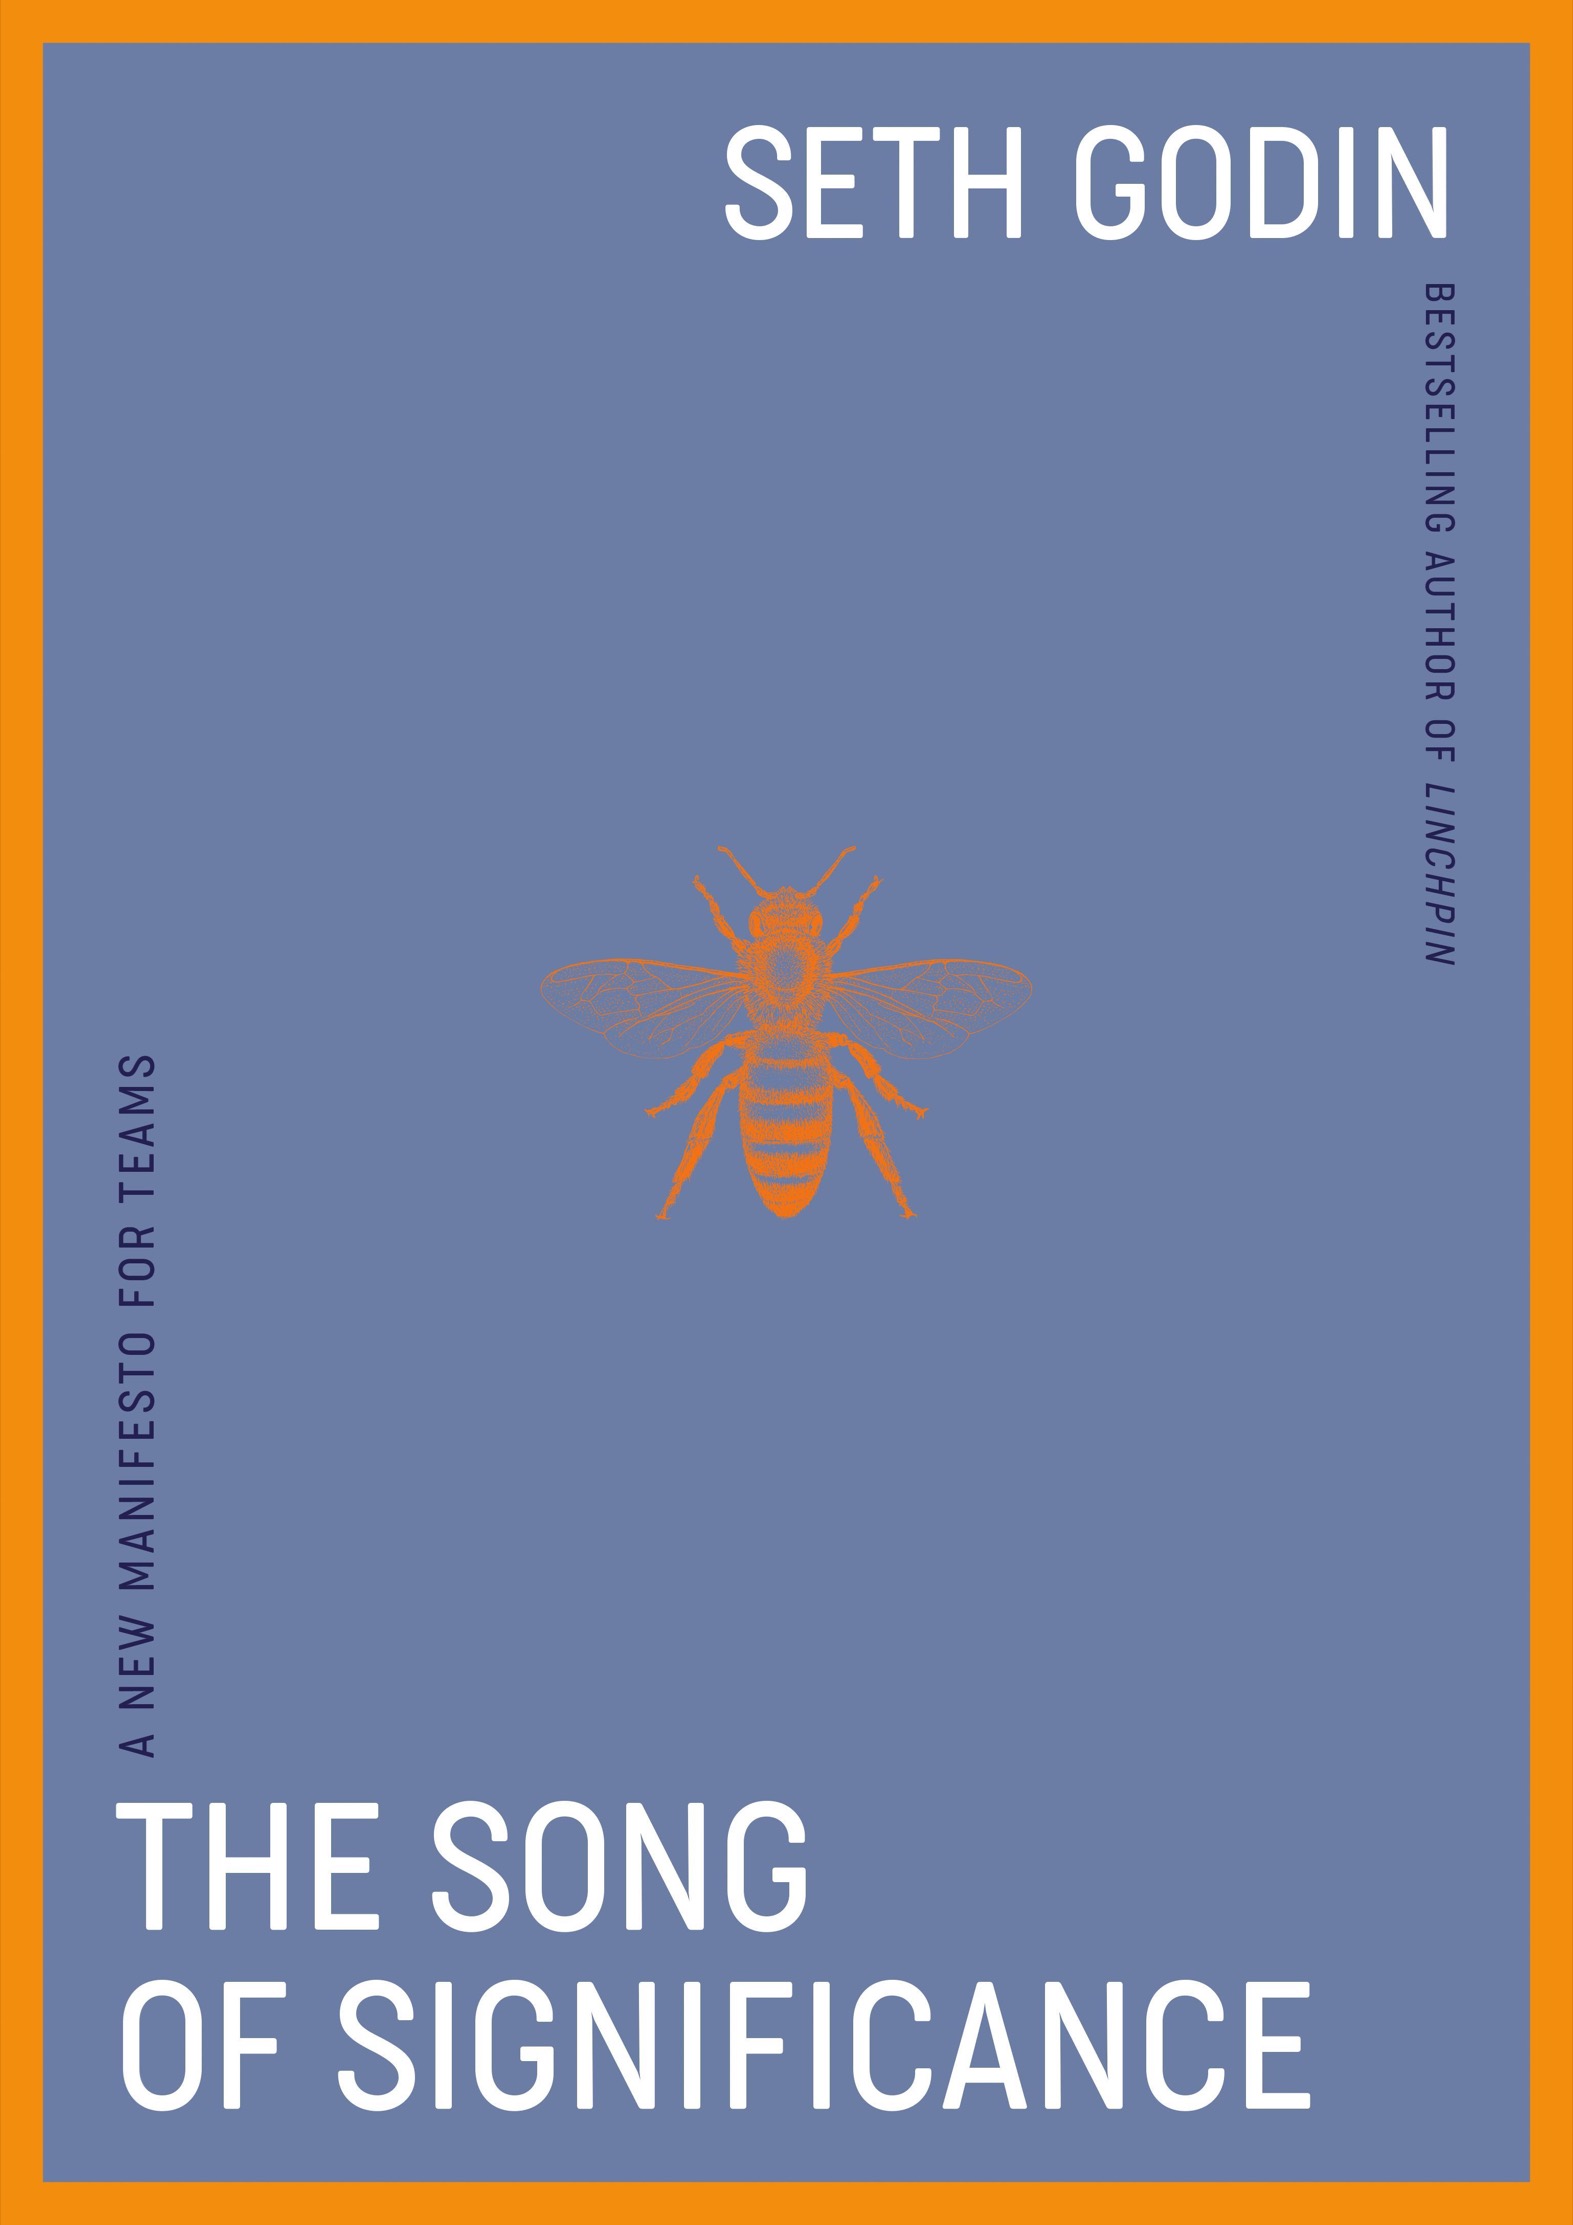 SETH GODIN
BESTSELLING AUTHOR OF LINCHPIN
A NEW MANIFESTO FOR TEAMS
THE SONG
OF SIGNIFICANCE